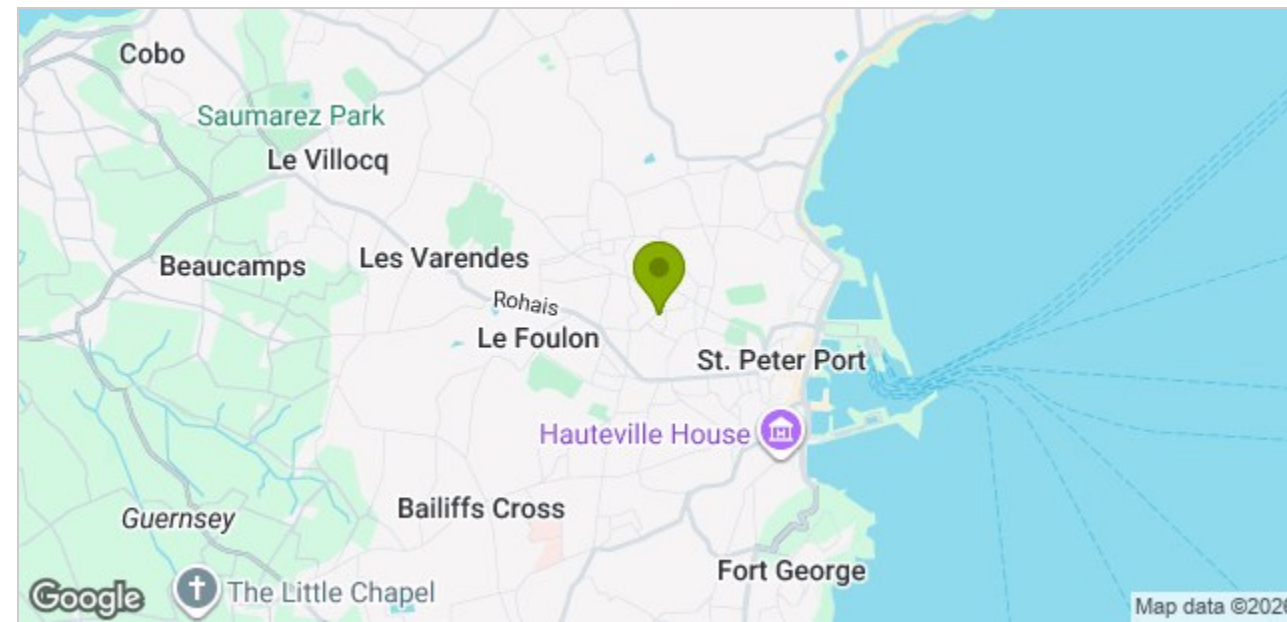 Cobo
Saumarez Park
Le Villocq
Les Varendes
Beaucamps
Rohais
Le Foulon
St. Peter Port
Hauteville House
Bailiffs Cross
Guernsey
Fort George
The Little Chapel
Google
Map data ©2026